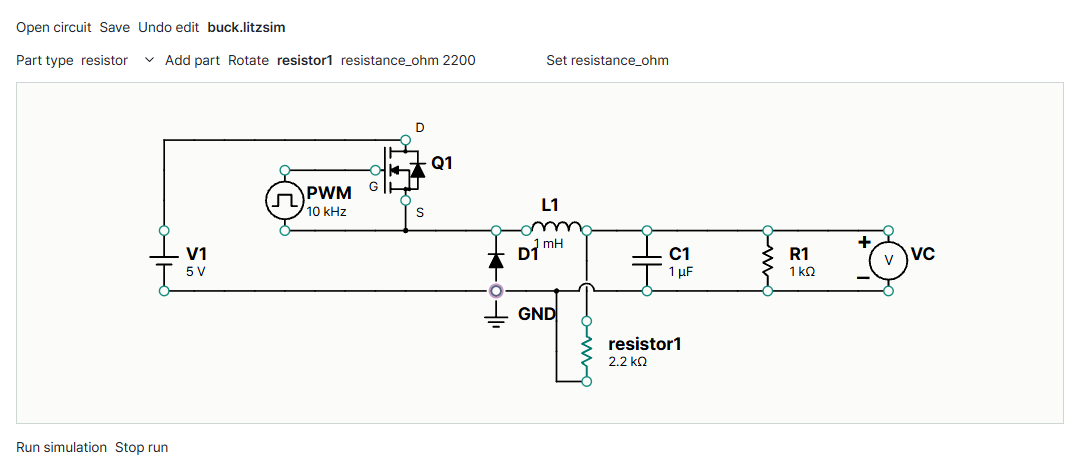 Open circuit Save Undo edit buck.litzsim
Part type resistor Add part Rotate resistor1 resistance_ohm 2200 Set resistance_ohm
D
Q1
G
PWM
10 kHz
S
L1
1 mH
V1
5 V
D1
C1
1 µF
R1
1 kΩ
+
V
VC
GND
resistor1
2.2 kΩ
Run simulation Stop run